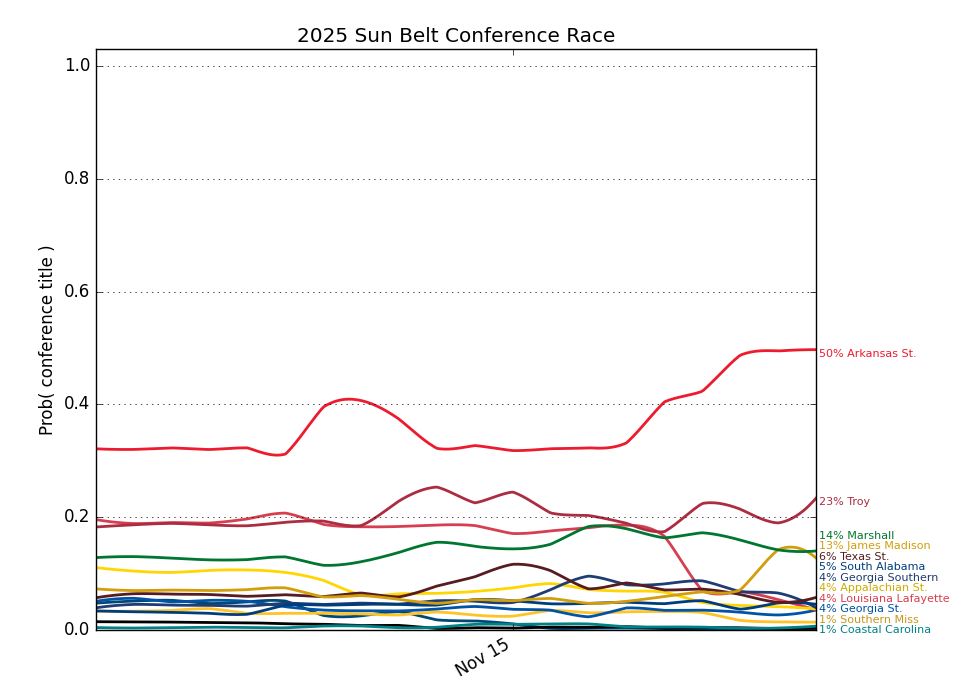 2025 Sun Belt Conference Race
Prob( conference title )
1.0
0.8
0.6
0.4
0.2
0.0
Nov 15
50% Arkansas St.
23% Troy
14% Marshall
13% James Madison
6% Texas St.
5% South Alabama
4% Georgia Southern
4% Appalachian St.
4% Louisiana Lafayette
4% Georgia St.
1% Southern Miss
1% Coastal Carolina